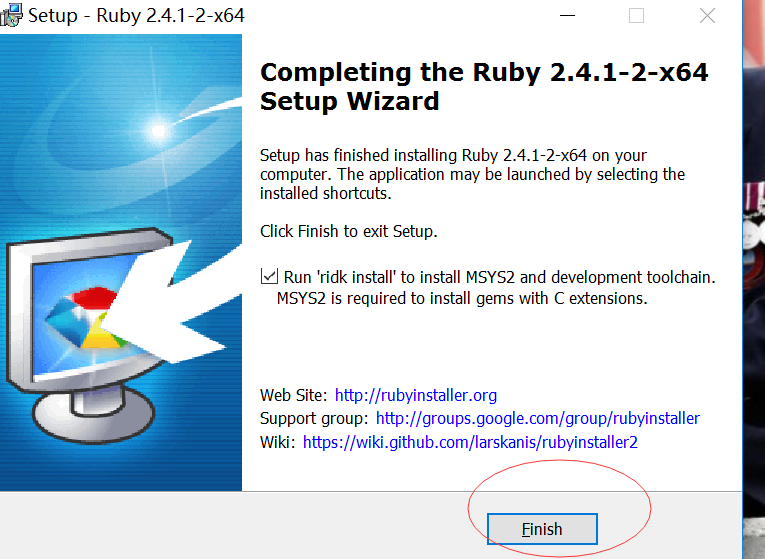 Setup - Ruby 2.4.1-2-x64
Completing the Ruby 2.4.1-2-x64
Setup Wizard
Setup has finished installing Ruby 2.4.1-2-x64 on your
computer. The application may be launched by selecting the
installed shortcuts.
Click Finish to exit Setup.
Run 'ridk install' to install MSYS2 and development toolchain.
MSYS2 is required to install gems with C extensions.
Web Site: http://rubyinstaller.org
Support group: http://groups.google.com/group/rubyinstaller
Wiki: https://wiki.github.com/larskanis/rubyinstaller2
Finish